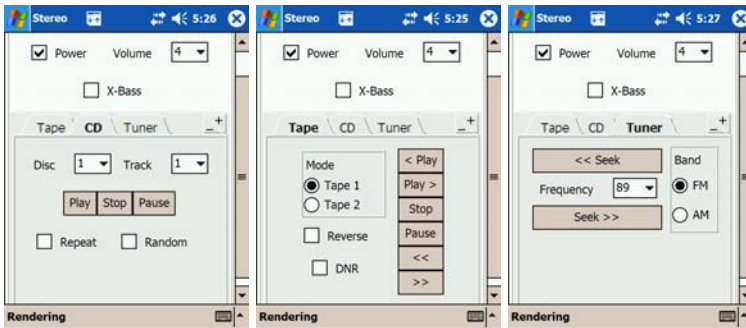 Stereo 5:26
Power Volume 4
X-Bass
Tape CD Tuner
Disc 1 Track 1
Play Stop Pause
Repeat Random
Rendering
Stereo 5:25
Power Volume 4
X-Bass
Tape CD Tuner
Mode
Tape 1
Tape 2
Reverse
DNR
< Play
Play >
Stop
Pause
<<
>>
Rendering
Stereo 5:27
Power Volume 4
X-Bass
Tape CD Tuner
<< Seek
Frequency 89
Seek >>
Band
FM
AM
Rendering